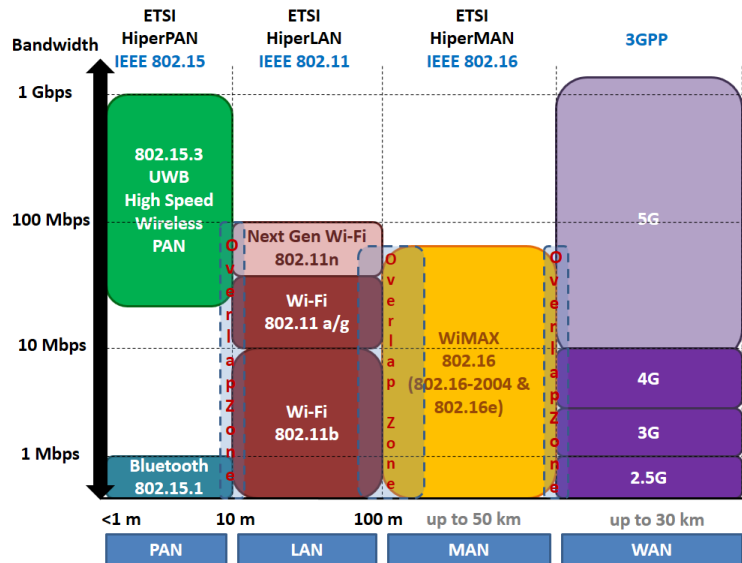 ETSI
HiperPAN
IEEE 802.15
ETSI
HiperLAN
IEEE 802.11
ETSI
HiperMAN
IEEE 802.16
3GPP
Bandwidth
1 Gbps
100 Mbps
10 Mbps
1 Mbps
802.15.3
UWB
High Speed
Wireless
PAN
Bluetooth
802.15.1
Overlap Zone
Next Gen Wi-Fi
802.11n
Wi-Fi
802.11 a/g
Wi-Fi
802.11b
Overlap Zone
WiMAX
802.16
(802.16-2004 &
802.16e)
Overlap Zone
5G
4G
3G
2.5G
<1 m
10 m
100 m
up to 50 km
up to 30 km
PAN
LAN
MAN
WAN